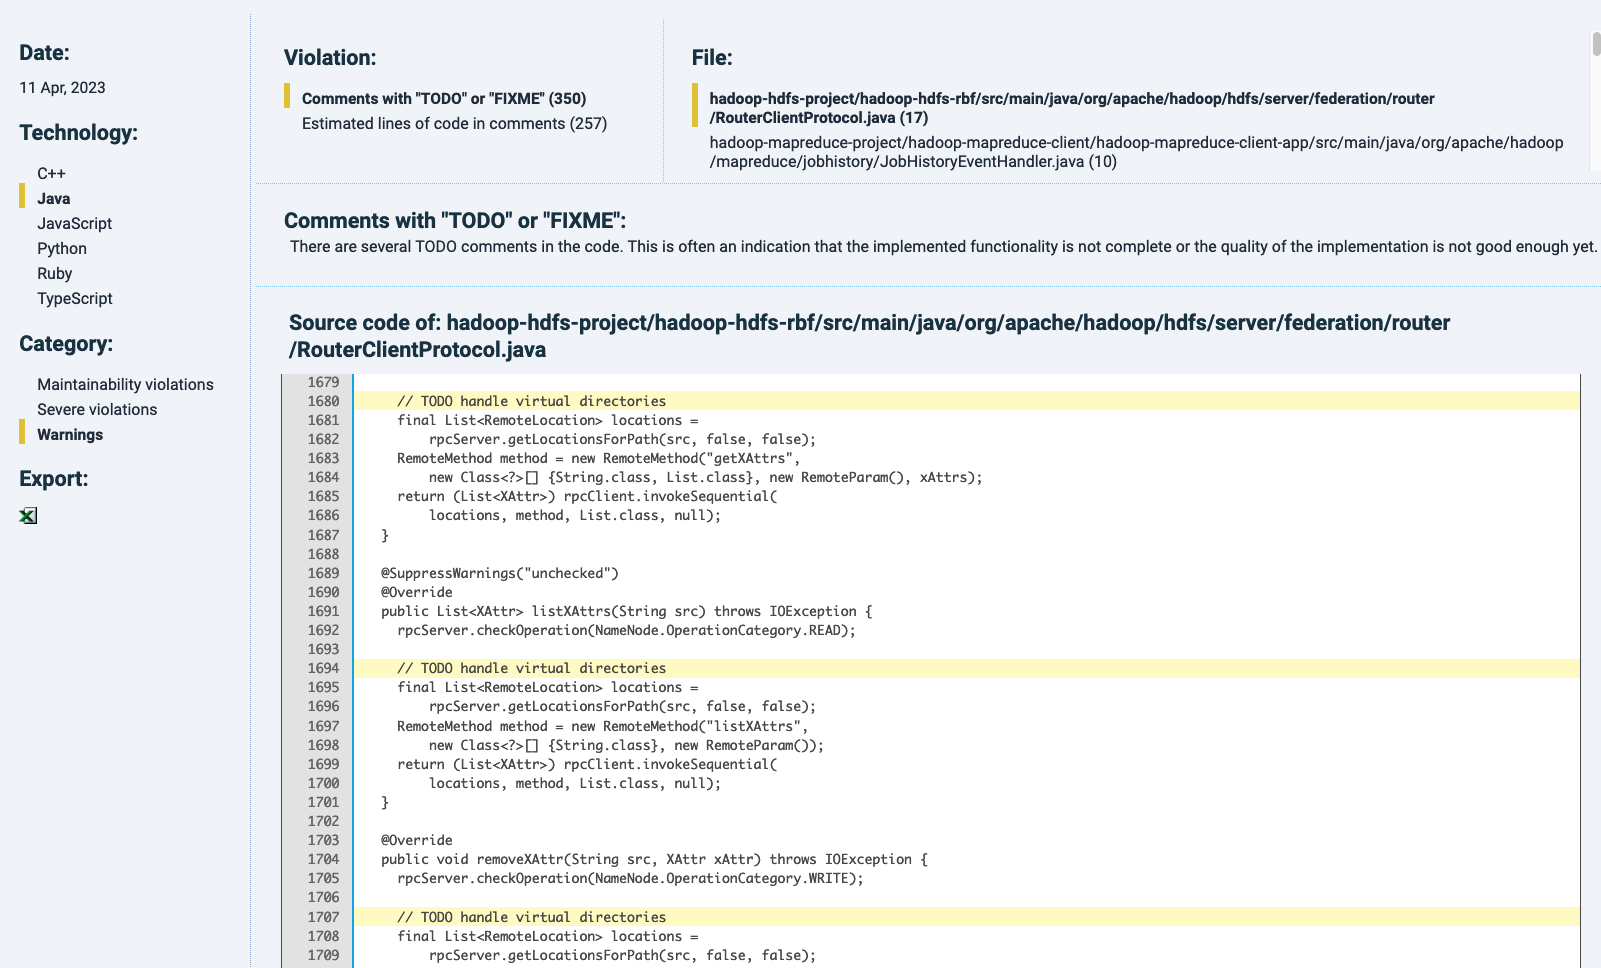 Date:
11 Apr, 2023
Technology:
C++
Java
JavaScript
Python
Ruby
TypeScript
Category:
Maintainability violations
Severe violations
Warnings
Export:
Violation:
Comments with "TODO" or "FIXME" (350)
Estimated lines of code in comments (257)
File:
hadoop-hdfs-project/hadoop-hdfs-rbf/src/main/java/org/apache/hadoop/hdfs/server/federation/router
/RouterClientProtocol.java (17)
hadoop-mapreduce-project/hadoop-mapreduce-client/hadoop-mapreduce-client-app/src/main/java/org/apache/hadoop
/mapreduce/jobhistory/JobHistoryEventHandler.java (10)
Comments with "TODO" or "FIXME":
There are several TODO comments in the code. This is often an indication that the implemented functionality is not complete or the quality of the implementation is not good enough yet.
Source code of: hadoop-hdfs-project/hadoop-hdfs-rbf/src/main/java/org/apache/hadoop/hdfs/server/federation/router
/RouterClientProtocol.java
1679
1680 // TODO handle virtual directories
1681 final List<RemoteLocation> locations =
1682 rpcServer.getLocationsForPath(src, false, false);
1683 RemoteMethod method = new RemoteMethod("getXAttrs",
1684 new Class<?>[] {String.class, List.class}, new RemoteParam(), xAttrs);
1685 return (List<XAttr>) rpcClient.invokeSequential(
1686 locations, method, List.class, null);
1687 }
1688
1689 @SuppressWarnings("unchecked")
1690 @Override
1691 public List<XAttr> listXAttrs(String src) throws IOException {
1692 rpcServer.checkOperation(NameNode.OperationCategory.READ);
1693
1694 // TODO handle virtual directories
1695 final List<RemoteLocation> locations =
1696 rpcServer.getLocationsForPath(src, false, false);
1697 RemoteMethod method = new RemoteMethod("listXAttrs",
1698 new Class<?>[] {String.class}, new RemoteParam());
1699 return (List<XAttr>) rpcClient.invokeSequential(
1700 locations, method, List.class, null);
1701 }
1702
1703 @Override
1704 public void removeXAttr(String src, XAttr xAttr) throws IOException {
1705 rpcServer.checkOperation(NameNode.OperationCategory.WRITE);
1706
1707 // TODO handle virtual directories
1708 final List<RemoteLocation> locations =
1709 rpcServer.getLocationsForPath(src, false, false);